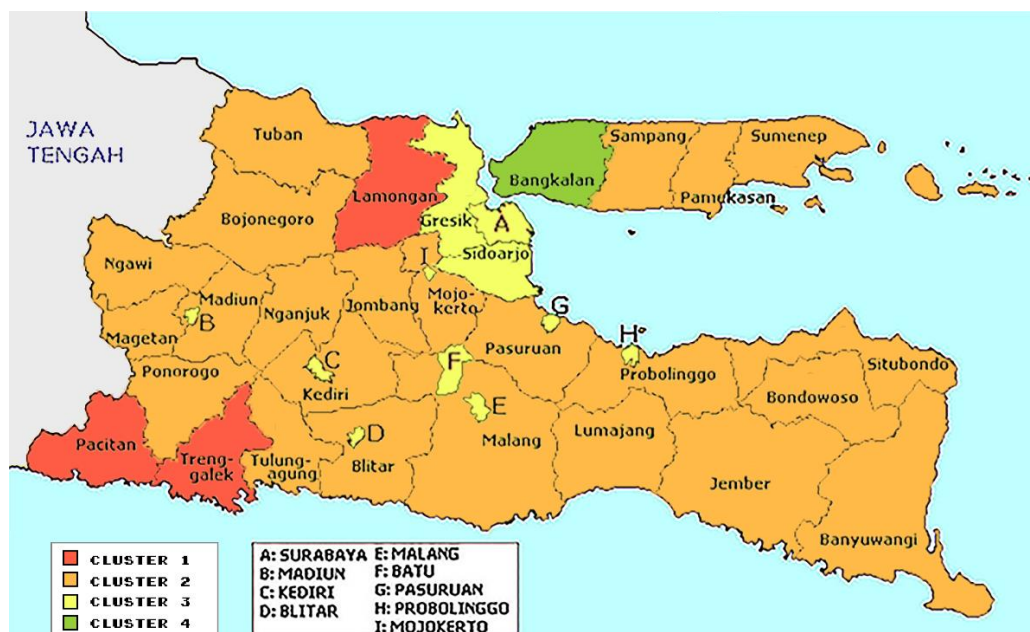 JAWA
TENGAH
Tuban
Lamongan
Bojonegoro
Gresik
A
Sidoarjo
I
Bangkalan
Sampang
Sumenep
Pamekasan
Ngawi
Madiun
B
Magetan
Nganjuk
Jombang
Mojo-
kerto
G
Pasuruan
H
Probolinggo
Situbondo
Bondowoso
Ponorogo
C
Kediri
F
E
Malang
Pacitan
Treng-
galek
Tulung-
agung
D
Blitar
Lumajang
Jember
Banyuwangi
CLUSTER 1
CLUSTER 2
CLUSTER 3
CLUSTER 4
A: SURABAYA E: MALANG
B: MADIUN F: BATU
C: KEDIRI G: PASURUAN
D: BLITAR H: PROBOLINGGO
I: MOJOKERTO